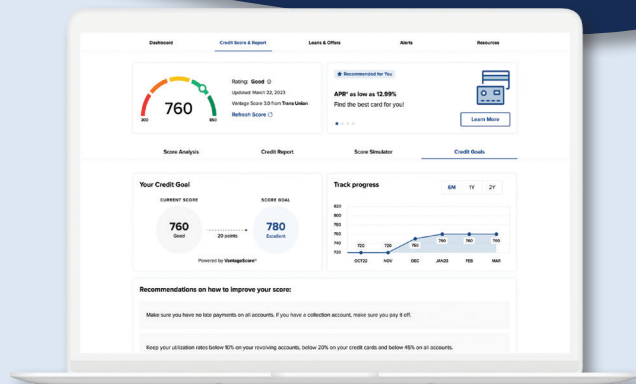 Dashboard
Credit Score & Report
Loans & Offers
Alerts
Resources
760
300
850
Rating: Good
Updated: March 22, 2023
Vantage Score 3.0 from Trans Union
Refresh Score
Recommended for You
APR* as low as 12.99%
Find the best card for you!
Learn More
Score Analysis
Credit Report
Score Simulator
Credit Goals
Your Credit Goal
CURRENT SCORE
SCORE GOAL
760
Good
20 points
780
Excellent
Powered by VantageScore®
Track progress
6M
1Y
2Y
820
800
780
760
740
720
720
720
750
760
760
760
OCT22
NOV
DEC
JAN23
FEB
MAR
Recommendations on how to improve your score:
Make sure you have no late payments on all accounts. If you have a collection account, make sure you pay it off.
Keep your utilization rates below 10% on your revolving accounts, below 20% on your credit cards and below 45% on all accounts.